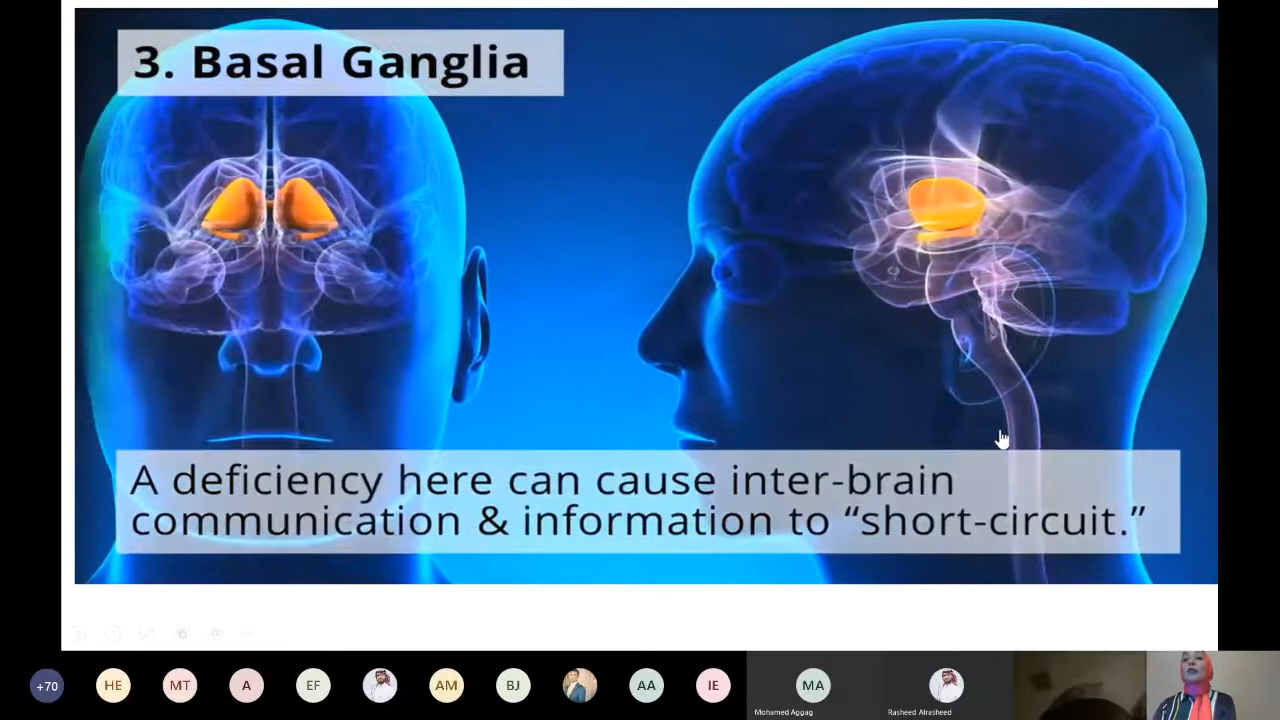 3. Basal Ganglia
A deficiency here can cause inter-brain
communication & information to “short-circuit.”
+70
HE
MT
A
EF
AM
BJ
AA
IE
MA
Mohamed Aggag
Rasheed Alrasheed